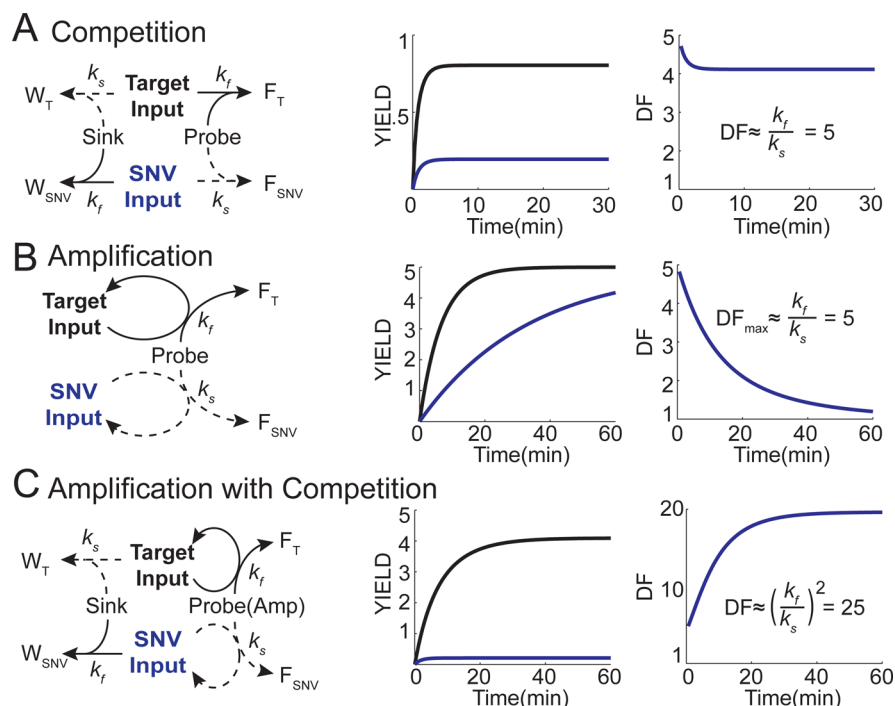 A Competition
k_s Target k_f
W_T Input F_T
Sink Probe
W_SNV SNV F_SNV
k_f Input k_s
1
.5
YIELD
0 10 20 30
Time(min)
5
4
3
2
1
DF
DF≈ k_f/k_s = 5
0 10 20 30
Time(min)
B Amplification
Target F_T
Input k_f
Probe
SNV k_s
Input F_SNV
5
4
3
2
1
YIELD
0 20 40 60
Time(min)
5
4
3
2
1
DF
DF_max≈ k_f/k_s = 5
0 20 40 60
Time(min)
C Amplification with Competition
k_s Target F_T
W_T Input k_f
Sink Probe(Amp)
W_SNV SNV k_s
k_f Input F_SNV
5
4
3
2
1
YIELD
0 20 40 60
Time(min)
20
10
1
DF
DF≈ (k_f/k_s)^2 = 25
0 20 40 60
Time(min)